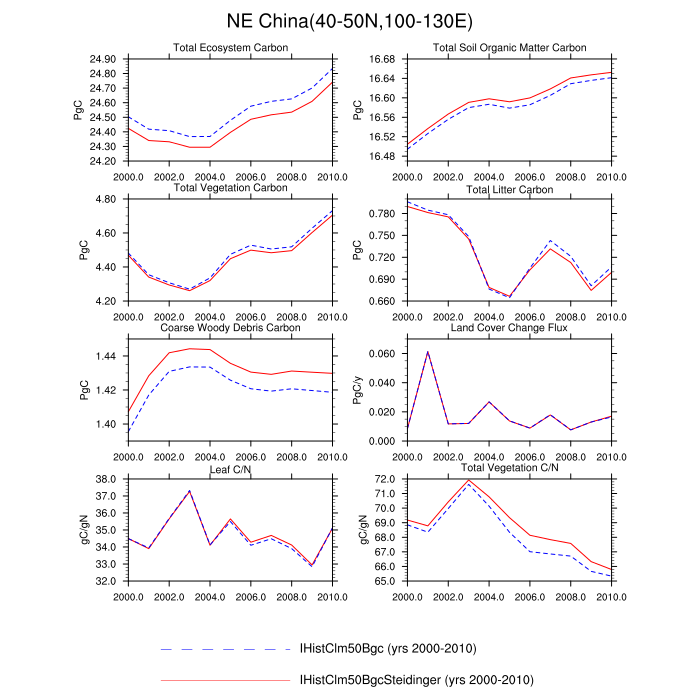 NE China(40-50N,100-130E)
Total Ecosystem Carbon
PgC
24.90
24.80
24.70
24.60
24.50
24.40
24.30
24.20
2000.0 2002.0 2004.0 2006.0 2008.0 2010.0
Total Soil Organic Matter Carbon
PgC
16.68
16.64
16.60
16.56
16.52
16.48
2000.0 2002.0 2004.0 2006.0 2008.0 2010.0
Total Vegetation Carbon
PgC
4.80
4.60
4.40
4.20
2000.0 2002.0 2004.0 2006.0 2008.0 2010.0
Total Litter Carbon
PgC
0.780
0.750
0.720
0.690
0.660
2000.0 2002.0 2004.0 2006.0 2008.0 2010.0
Coarse Woody Debris Carbon
PgC
1.44
1.42
1.40
2000.0 2002.0 2004.0 2006.0 2008.0 2010.0
Land Cover Change Flux
PgC/y
0.060
0.040
0.020
0.000
2000.0 2002.0 2004.0 2006.0 2008.0 2010.0
Leaf C/N
gC/gN
38.0
37.0
36.0
35.0
34.0
33.0
32.0
2000.0 2002.0 2004.0 2006.0 2008.0 2010.0
Total Vegetation C/N
gC/gN
72.0
71.0
70.0
69.0
68.0
67.0
66.0
65.0
2000.0 2002.0 2004.0 2006.0 2008.0 2010.0
IHistClm50Bgc (yrs 2000-2010)
IHistClm50BgcSteidinger (yrs 2000-2010)